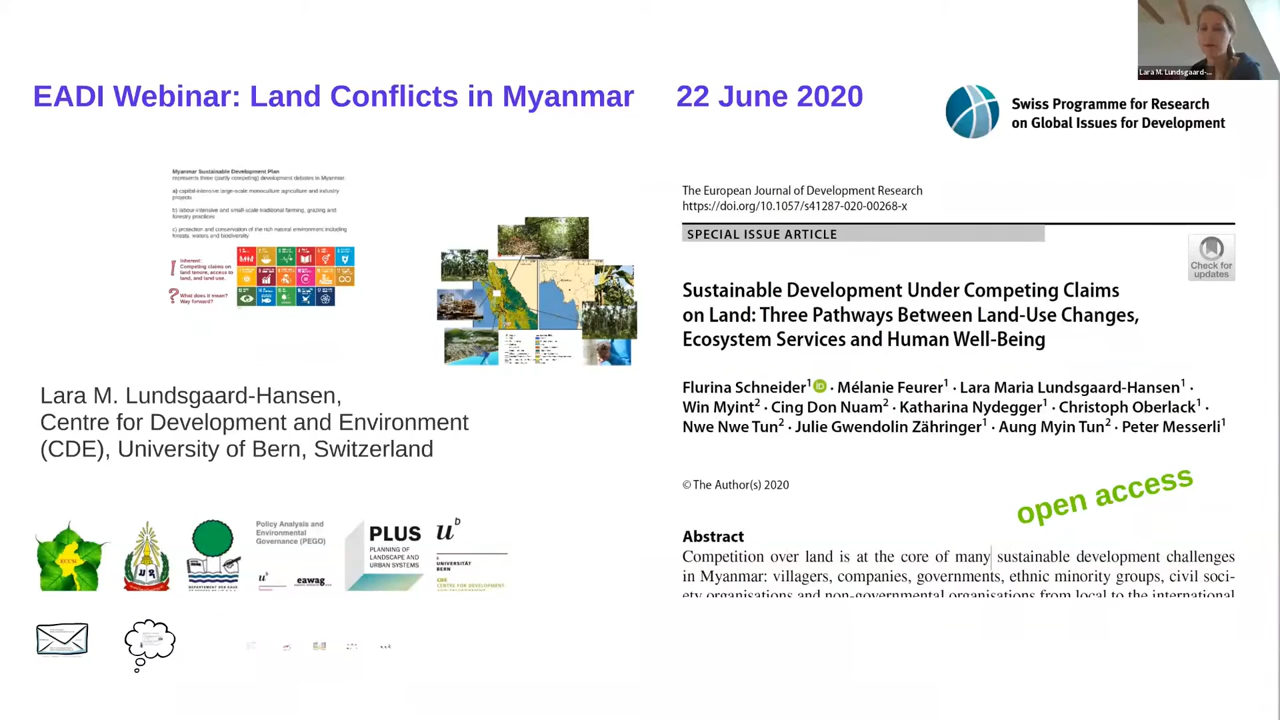 Lara M. Lundsgaard-...
EADI Webinar: Land Conflicts in Myanmar
22 June 2020
Swiss Programme for Research
on Global Issues for Development
Myanmar Sustainable Development Plan
represents three (partly competing) development debates in Myanmar.
a) capital-intensive large-scale monoculture agriculture and industry
projects
b) labour-intensive and small-scale traditional farming, grazing and
forestry practices
c) protection and conservation of the rich natural environment including
forests, waters and biodiversity.
Inherent:
Competing claims on
land tenure, access to
land, and land use.
What does it mean?
Way forward?
Lara M. Lundsgaard-Hansen,
Centre for Development and Environment
(CDE), University of Bern, Switzerland
ECCSi
Policy Analysis and
Environmental
Governance (PEGO)
u b
eawag
PLUS
PLANNING OF
LANDSCAPE AND
URBAN SYSTEMS
u b
UNIVERSITÄT
BERN
CDE
CENTRE FOR DEVELOPMENT
The European Journal of Development Research
https://doi.org/10.1057/s41287-020-00268-x
SPECIAL ISSUE ARTICLE
Check for
updates
Sustainable Development Under Competing Claims
on Land: Three Pathways Between Land-Use Changes,
Ecosystem Services and Human Well-Being
Flurina Schneider1 iD · Mélanie Feurer1 · Lara Maria Lundsgaard-Hansen1 ·
Win Myint2 · Cing Don Nuam2 · Katharina Nydegger1 · Christoph Oberlack1 ·
Nwe Nwe Tun2 · Julie Gwendolin Zähringer1 · Aung Myin Tun2 · Peter Messerli1
© The Author(s) 2020
open access
Abstract
Competition over land is at the core of many sustainable development challenges
in Myanmar: villagers, companies, governments, ethnic minority groups, civil soci-
ety organisations and non-governmental organisations from local to the international